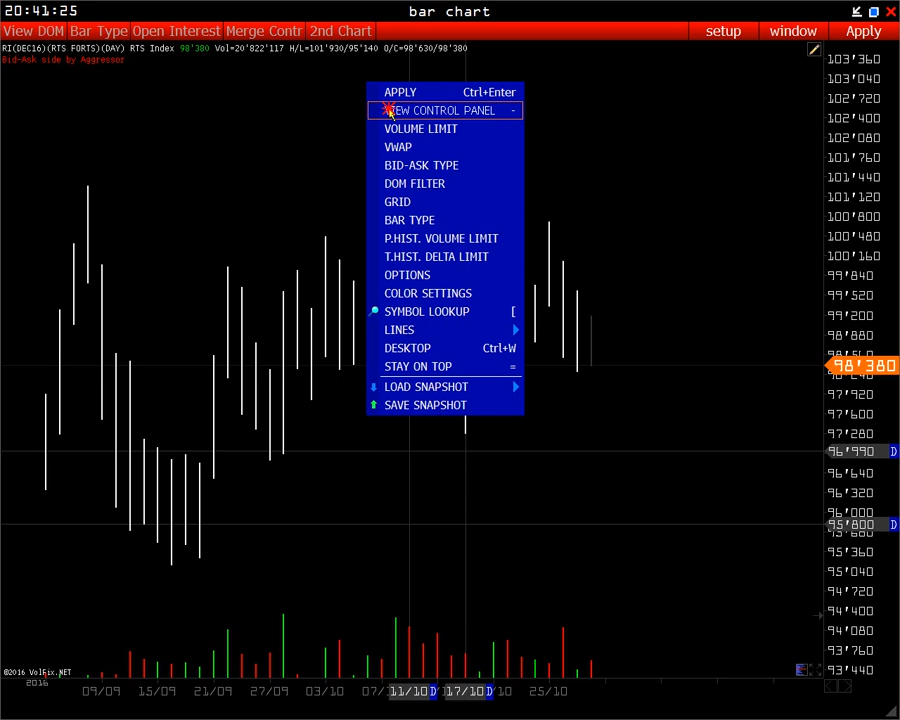 20:41:25
bar chart
View DOM Bar Type Open Interest Merge Contr 2nd Chart setup window Apply
RI(DEC16)(RTS FORTS)(DAY) RTS Index 98'380 Vol=20'822'117 H/L=101'930/95'140 O/C=98'630/98'380
Bid-Ask side by Aggressor
APPLY Ctrl+Enter
VIEW CONTROL PANEL -
VOLUME LIMIT
VWAP
BID-ASK TYPE
DOM FILTER
GRID
BAR TYPE
P.HIST. VOLUME LIMIT
T.HIST. DELTA LIMIT
OPTIONS
COLOR SETTINGS
SYMBOL LOOKUP [
LINES
DESKTOP Ctrl+W
STAY ON TOP =
LOAD SNAPSHOT
SAVE SNAPSHOT
103'360
103'040
102'720
102'400
102'080
101'760
101'440
101'120
100'800
100'480
100'160
99'840
99'520
99'200
98'880
98'380
97'920
97'600
97'280
96'990 D
96'640
96'320
96'000
95'800 D
95'680
95'360
95'040
94'720
94'400
94'080
93'760
93'440
©2016 VolFix.NET
2016
09/09 15/09 21/09 27/09 03/10 07/ 11/10 D 17/10 D /10 25/10